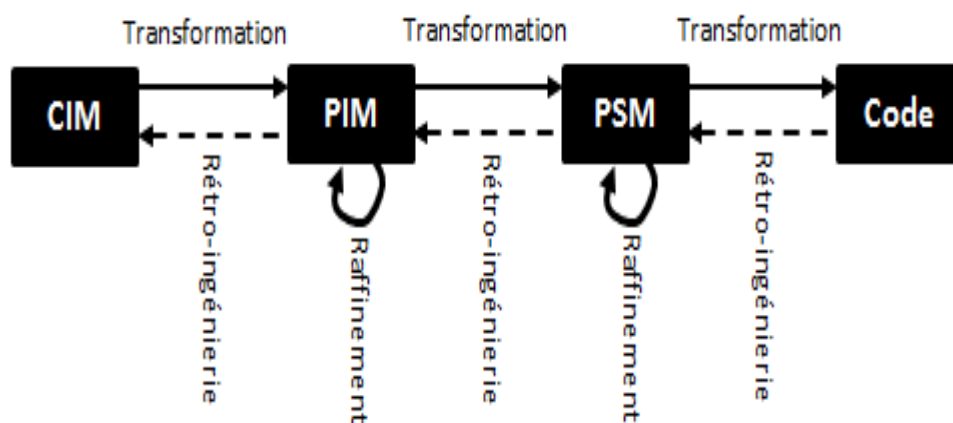 Transformation
Transformation
Transformation
CIM
PIM
PSM
Code
Rétro-ingénierie
Raffinement
Rétro-ingénierie
Raffinement
Rétro-ingénierie